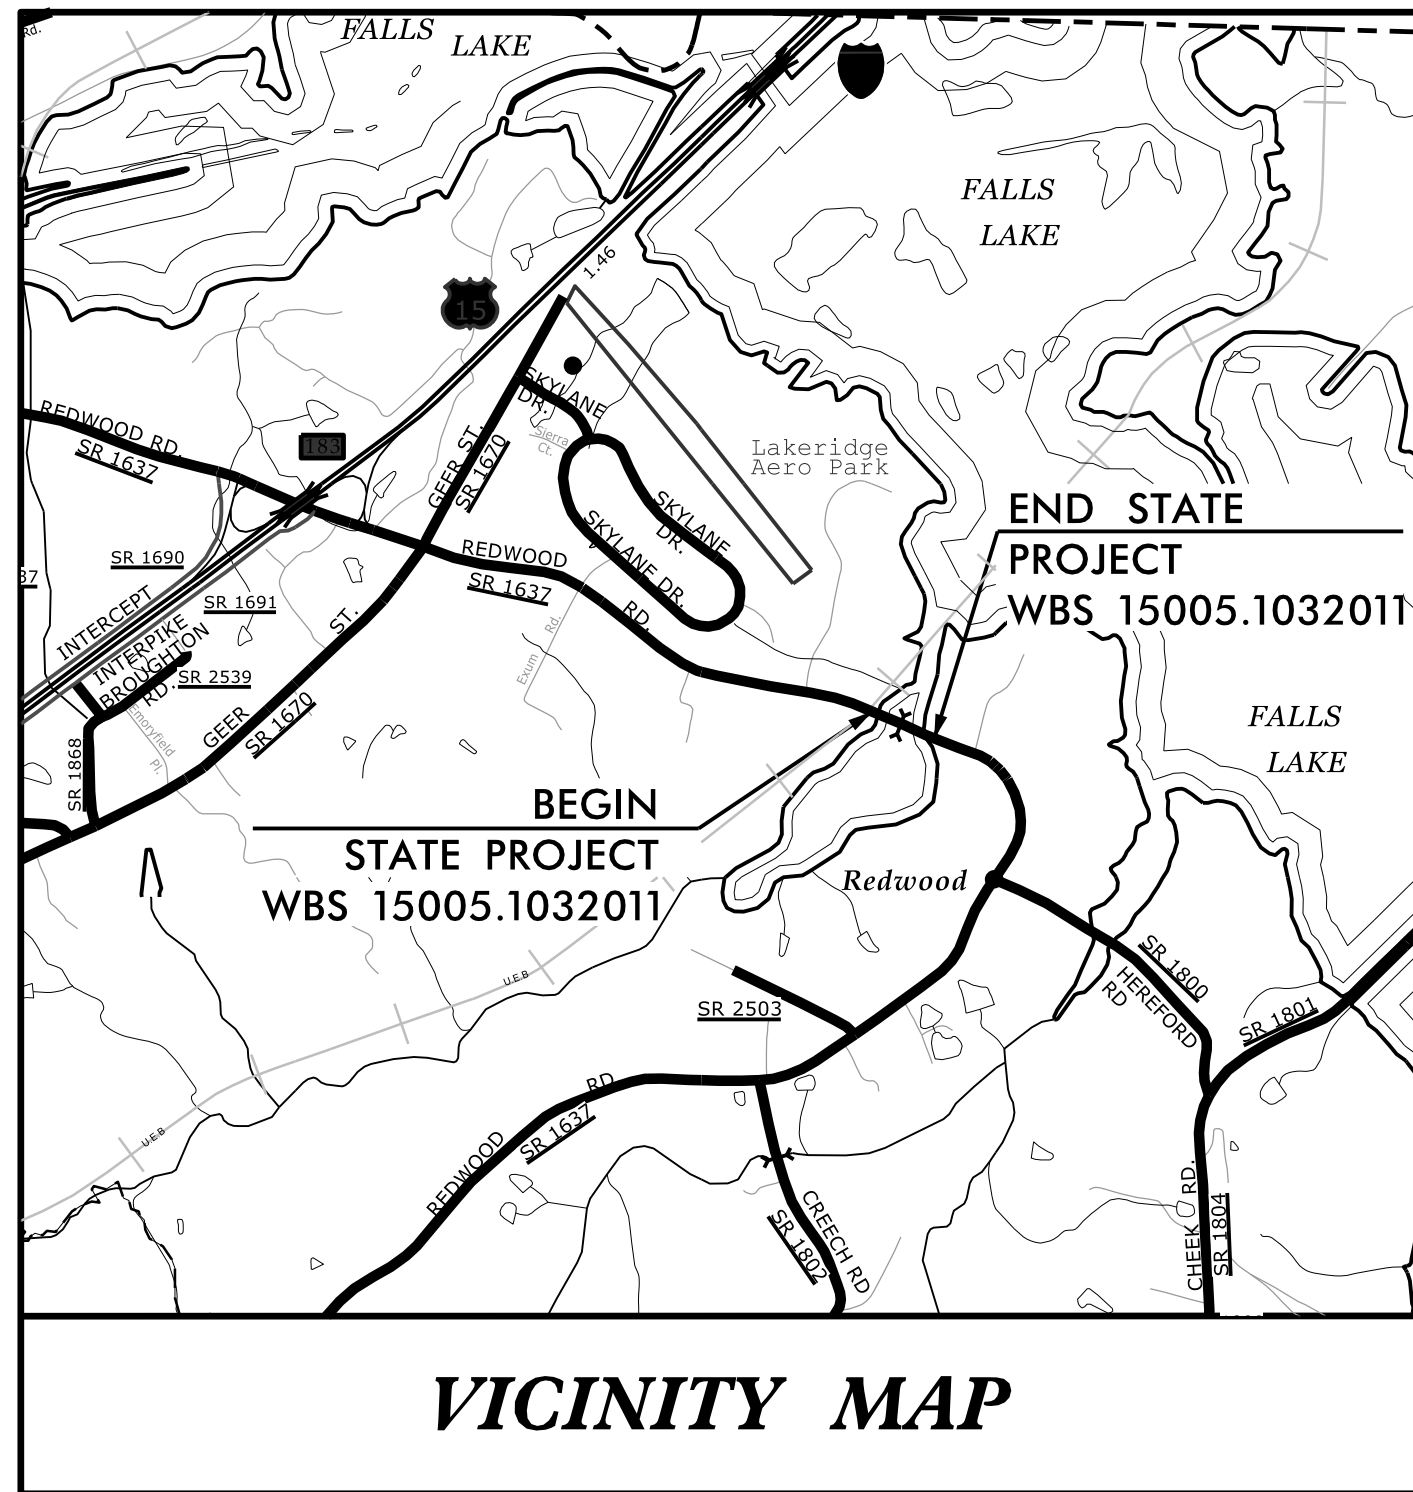 Rd.
FALLS
LAKE
FALLS
LAKE
1.46
15
REDWOOD RD.
SR 1637
183
SKYLANE
DR.
Sierra
Ct.
GEER ST.
SR 1670
Lakeridge
Aero Park
SKYLANE
DR.
SKYLANE DR.
END STATE
PROJECT
WBS 15005.1032011
REDWOOD
SR 1637
RD.
SR 1690
37
SR 1691
INTERCEPT
INTERPIKE
BROUGHTON
RD.
SR 2539
ST.
Exum Rd.
Emoryfield
Pl.
GEER
SR 1670
SR 1868
FALLS
LAKE
BEGIN
STATE PROJECT
WBS 15005.1032011
Redwood
U.E.B
SR 2503
SR 1800
HEREFORD
RD
SR 1801
RD
SR 1637
REDWOOD
U.E.B
CREECH RD
SR 1802
CHEEK RD.
SR 1804
VICINITY MAP